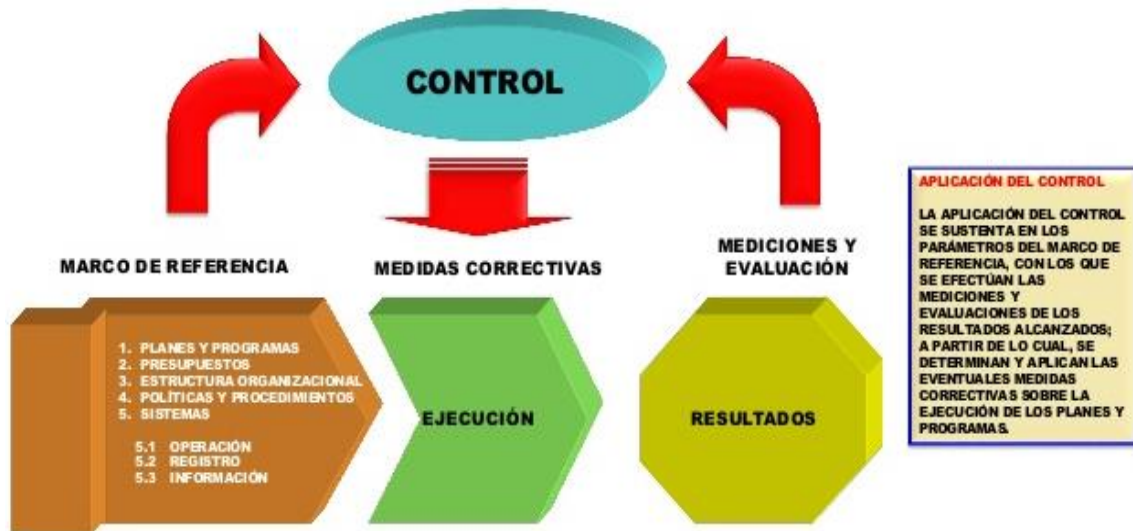 CONTROL
MARCO DE REFERENCIA
MEDIDAS CORRECTIVAS
MEDICIONES Y
EVALUACIÓN
1. PLANES Y PROGRAMAS
2. PRESUPUESTOS
3. ESTRUCTURA ORGANIZACIONAL
4. POLÍTICAS Y PROCEDIMIENTOS
5. SISTEMAS
5.1 OPERACIÓN
5.2 REGISTRO
5.3 INFORMACIÓN
EJECUCIÓN
RESULTADOS
APLICACIÓN DEL CONTROL
LA APLICACIÓN DEL CONTROL
SE SUSTENTA EN LOS
PARÁMETROS DEL MARCO DE
REFERENCIA, CON LOS QUE
SE EFECTÚAN LAS
MEDICIONES Y
EVALUACIONES DE LOS
RESULTADOS ALCANZADOS;
A PARTIR DE LO CUAL, SE
DETERMINAN Y APLICAN LAS
EVENTUALES MEDIDAS
CORRECTIVAS SOBRE LA
EJECUCIÓN DE LOS PLANES Y
PROGRAMAS.